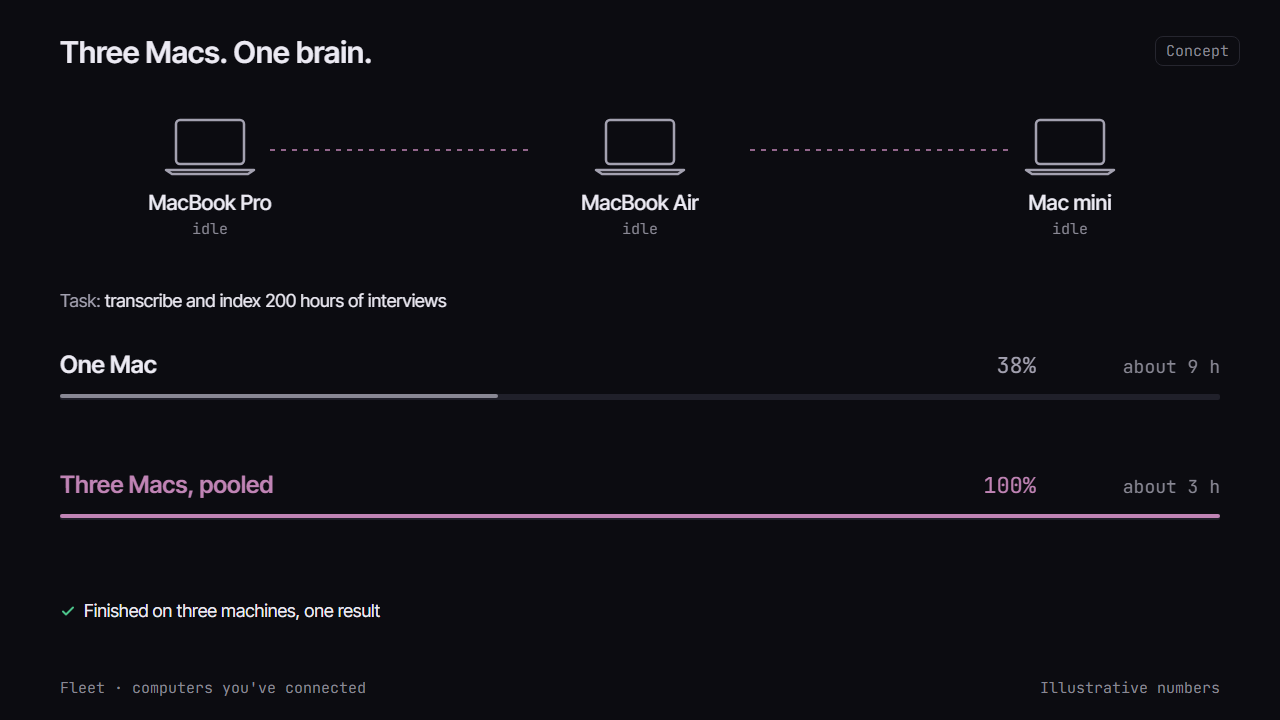 Three Macs. One brain.
Concept
MacBook Pro
MacBook Air
Mac mini
idle
idle
idle
Task: transcribe and index 200 hours of interviews
One Mac
38%
about 9 h
Three Macs, pooled
100%
about 3 h
Finished on three machines, one result
Fleet · computers you've connected
Illustrative numbers